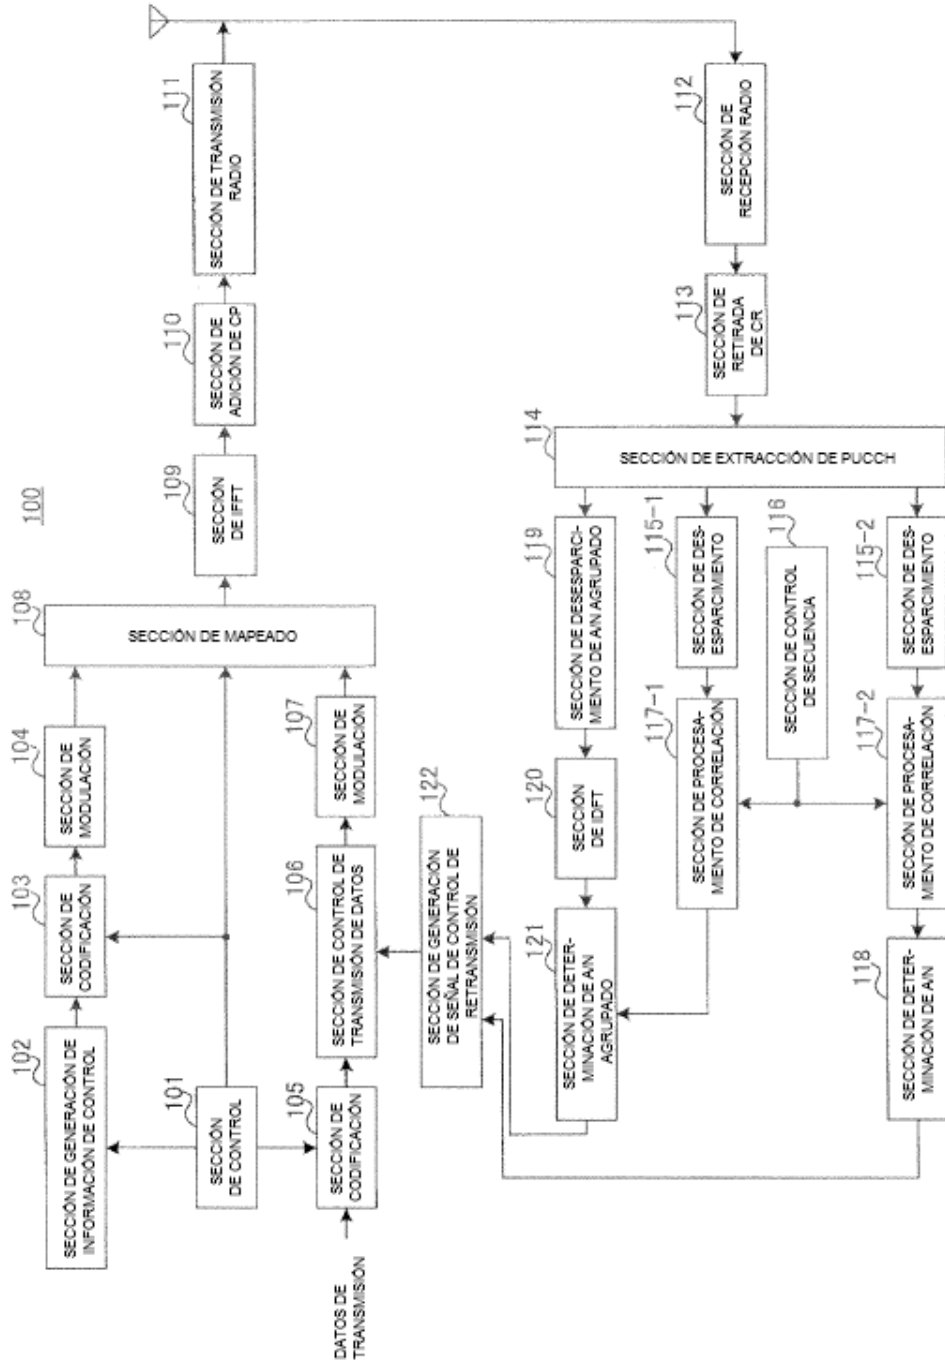 100
102
SECCIÓN DE GENERACIÓN DE
INFORMACIÓN DE CONTROL
103
SECCIÓN DE
CODIFICACIÓN
104
SECCIÓN DE
MODULACIÓN
101
SECCIÓN
DE CONTROL
DATOS DE
TRANSMISIÓN
105
SECCIÓN DE
CODIFICACIÓN
106
SECCIÓN DE CONTROL DE
TRANSMISIÓN DE DATOS
107
SECCIÓN DE
MODULACIÓN
108
SECCIÓN DE MAPEADO
109
SECCIÓN
DE IFFT
110
SECCIÓN DE
ADICIÓN DE CP
111
SECCIÓN DE TRANSMISIÓN
RADIO
122
SECCIÓN DE GENERACIÓN
DE SEÑAL DE CONTROL DE
RETRANSMISIÓN
112
SECCIÓN DE
RECEPCIÓN RADIO
113
SECCIÓN DE
RETIRADA
DE CR
114
SECCIÓN DE EXTRACCIÓN DE PUCCH
119
SECCIÓN DE DESESPARCI-
MIENTO DE A/N AGRUPADO
120
SECCIÓN
DE IDFT
121
SECCIÓN DE DETER-
MINACIÓN DE A/N
AGRUPADO
115-1
SECCIÓN DE DES-
ESPARCIMIENTO
117-1
SECCIÓN DE PROCESA-
MIENTO DE CORRELACIÓN
116
SECCIÓN DE CONTROL
DE SECUENCIA
115-2
SECCIÓN DE DES-
ESPARCIMIENTO
117-2
SECCIÓN DE PROCESA-
MIENTO DE CORRELACIÓN
118
SECCIÓN DE DETER-
MINACIÓN DE A/N